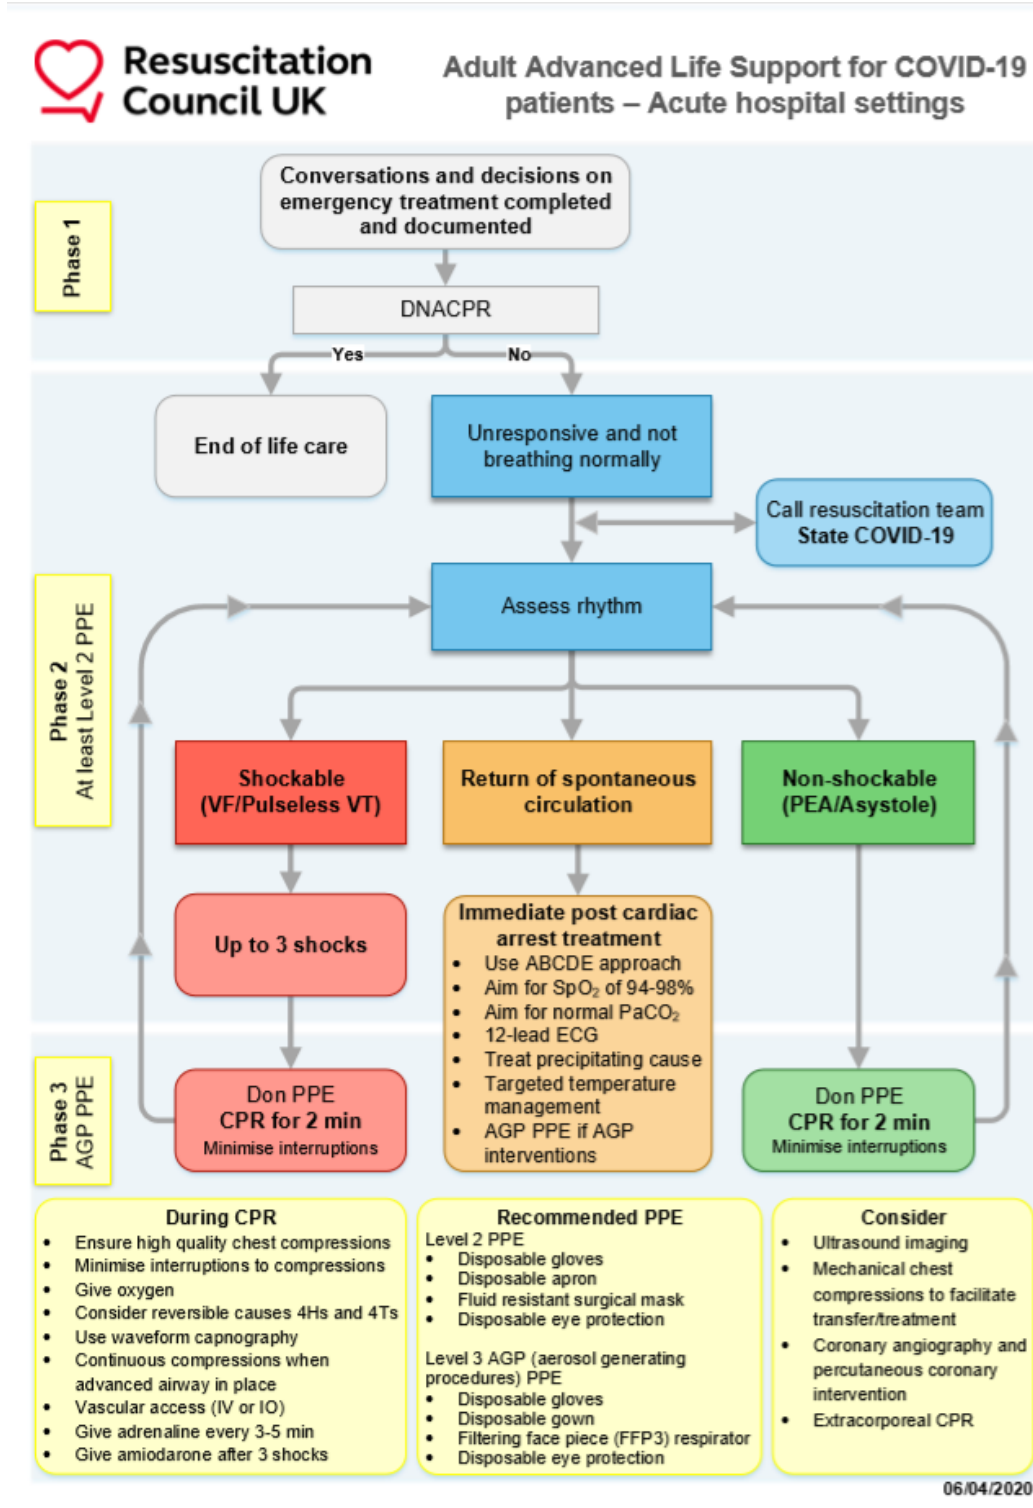 Resuscitation
Council UK
Adult Advanced Life Support for COVID-19
patients – Acute hospital settings
Phase 1
Conversations and decisions on
emergency treatment completed
and documented
DNACPR
Yes
No
End of life care
Unresponsive and not
breathing normally
Call resuscitation team
State COVID-19
Phase 2
At least Level 2 PPE
Assess rhythm
Shockable
(VF/Pulseless VT)
Return of spontaneous
circulation
Non-shockable
(PEA/Asystole)
Up to 3 shocks
Immediate post cardiac
arrest treatment
• Use ABCDE approach
• Aim for SpO₂ of 94-98%
• Aim for normal PaCO₂
• 12-lead ECG
• Treat precipitating cause
• Targeted temperature
management
• AGP PPE if AGP
interventions
Phase 3
AGP PPE
Don PPE
CPR for 2 min
Minimise interruptions
Don PPE
CPR for 2 min
Minimise interruptions
During CPR
• Ensure high quality chest compressions
• Minimise interruptions to compressions
• Give oxygen
• Consider reversible causes 4Hs and 4Ts
• Use waveform capnography
• Continuous compressions when
advanced airway in place
• Vascular access (IV or IO)
• Give adrenaline every 3-5 min
• Give amiodarone after 3 shocks
Recommended PPE
Level 2 PPE
• Disposable gloves
• Disposable apron
• Fluid resistant surgical mask
• Disposable eye protection
Level 3 AGP (aerosol generating
procedures) PPE
• Disposable gloves
• Disposable gown
• Filtering face piece (FFP3) respirator
• Disposable eye protection
Consider
• Ultrasound imaging
• Mechanical chest
compressions to facilitate
transfer/treatment
• Coronary angiography and
percutaneous coronary
intervention
• Extracorporeal CPR
06/04/2020